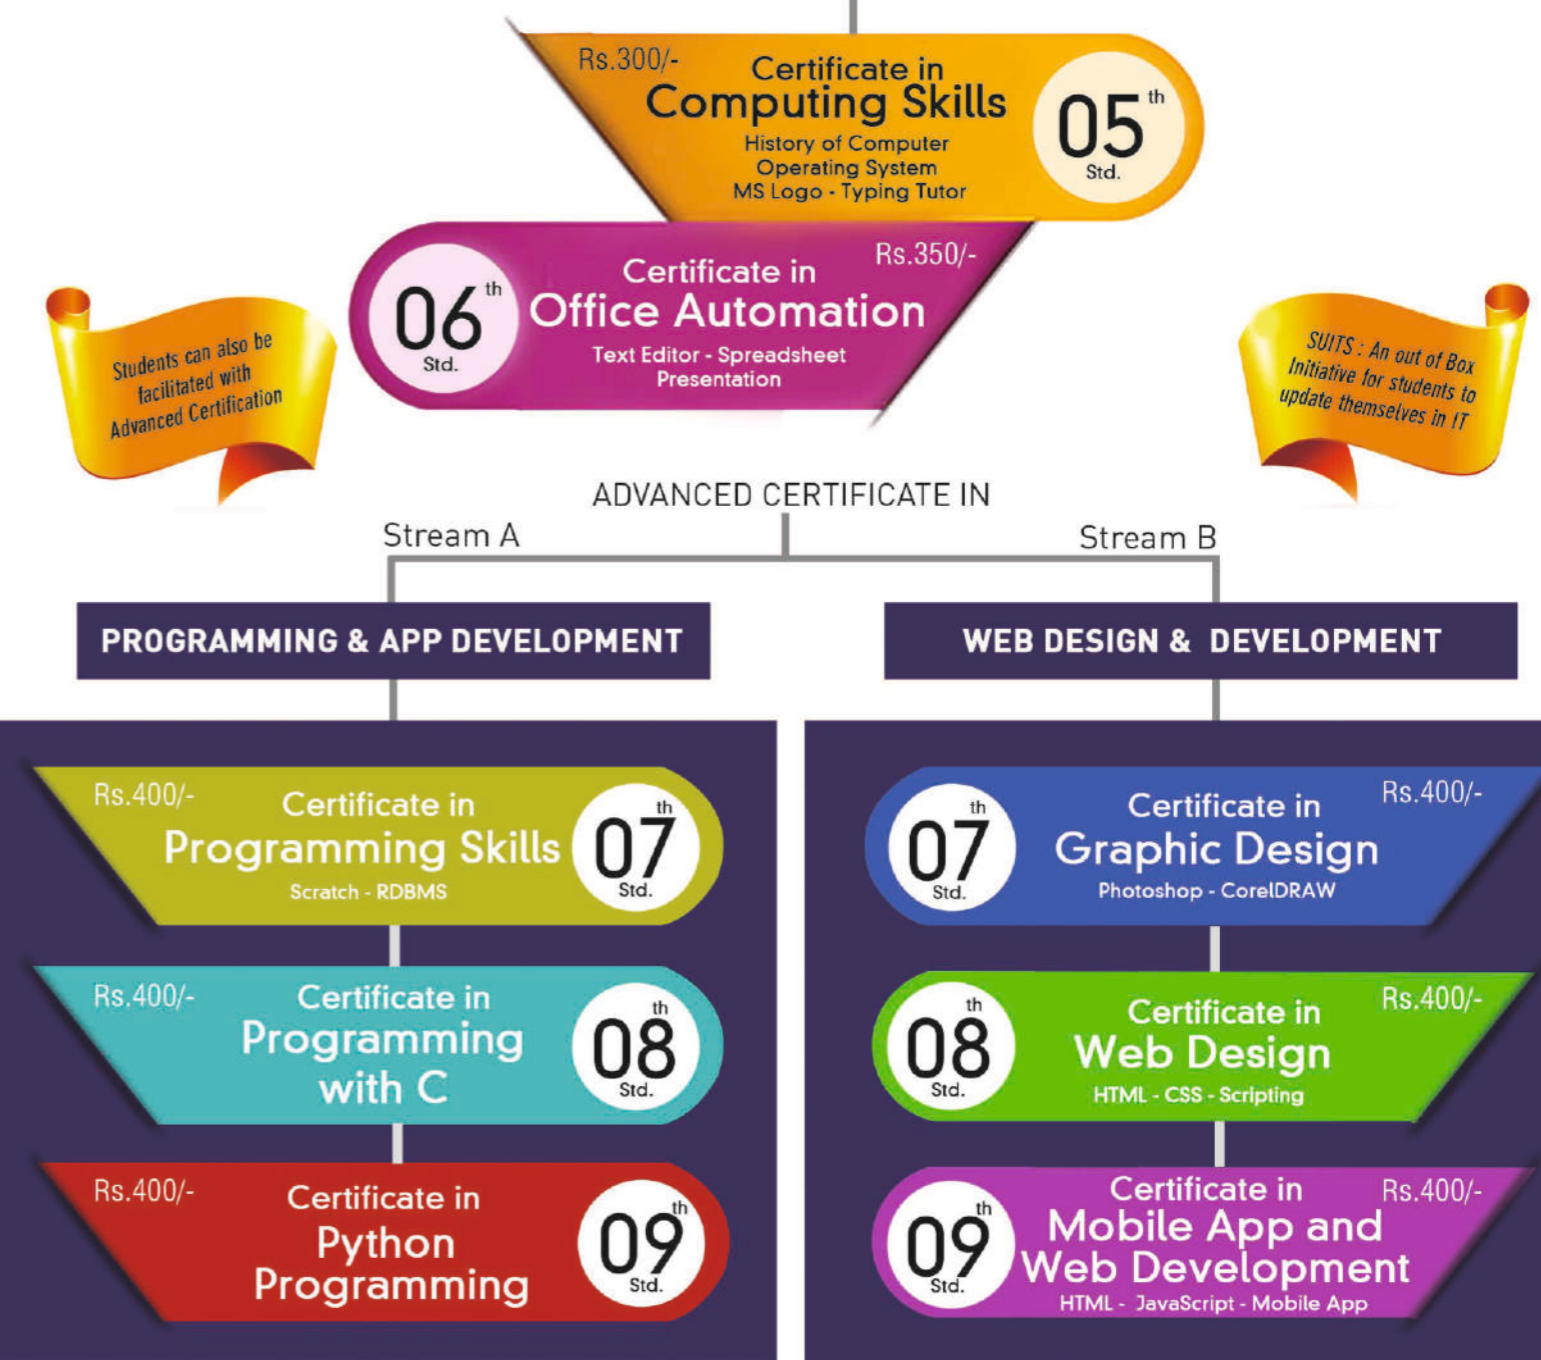 Rs.300/-
Certificate in
Computing Skills
History of Computer
Operating System
MS Logo - Typing Tutor
05th
Std.
Rs.350/-
Certificate in
Office Automation
Text Editor - Spreadsheet
Presentation
06th
Std.
Students can also be
facilitated with
Advanced Certification
SUITS : An out of Box
Initiative for students to
update themselves in IT
ADVANCED CERTIFICATE IN
Stream A
Stream B
PROGRAMMING & APP DEVELOPMENT
WEB DESIGN & DEVELOPMENT
Rs.400/-
Certificate in
Programming Skills
Scratch - RDBMS
07th
Std.
Rs.400/-
Certificate in
Programming
with C
08th
Std.
Rs.400/-
Certificate in
Python
Programming
09th
Std.
07th
Std.
Certificate in
Graphic Design
Photoshop - CorelDRAW
Rs.400/-
08th
Std.
Certificate in
Web Design
HTML - CSS - Scripting
Rs.400/-
09th
Std.
Certificate in
Mobile App and
Web Development
HTML - JavaScript - Mobile App
Rs.400/-